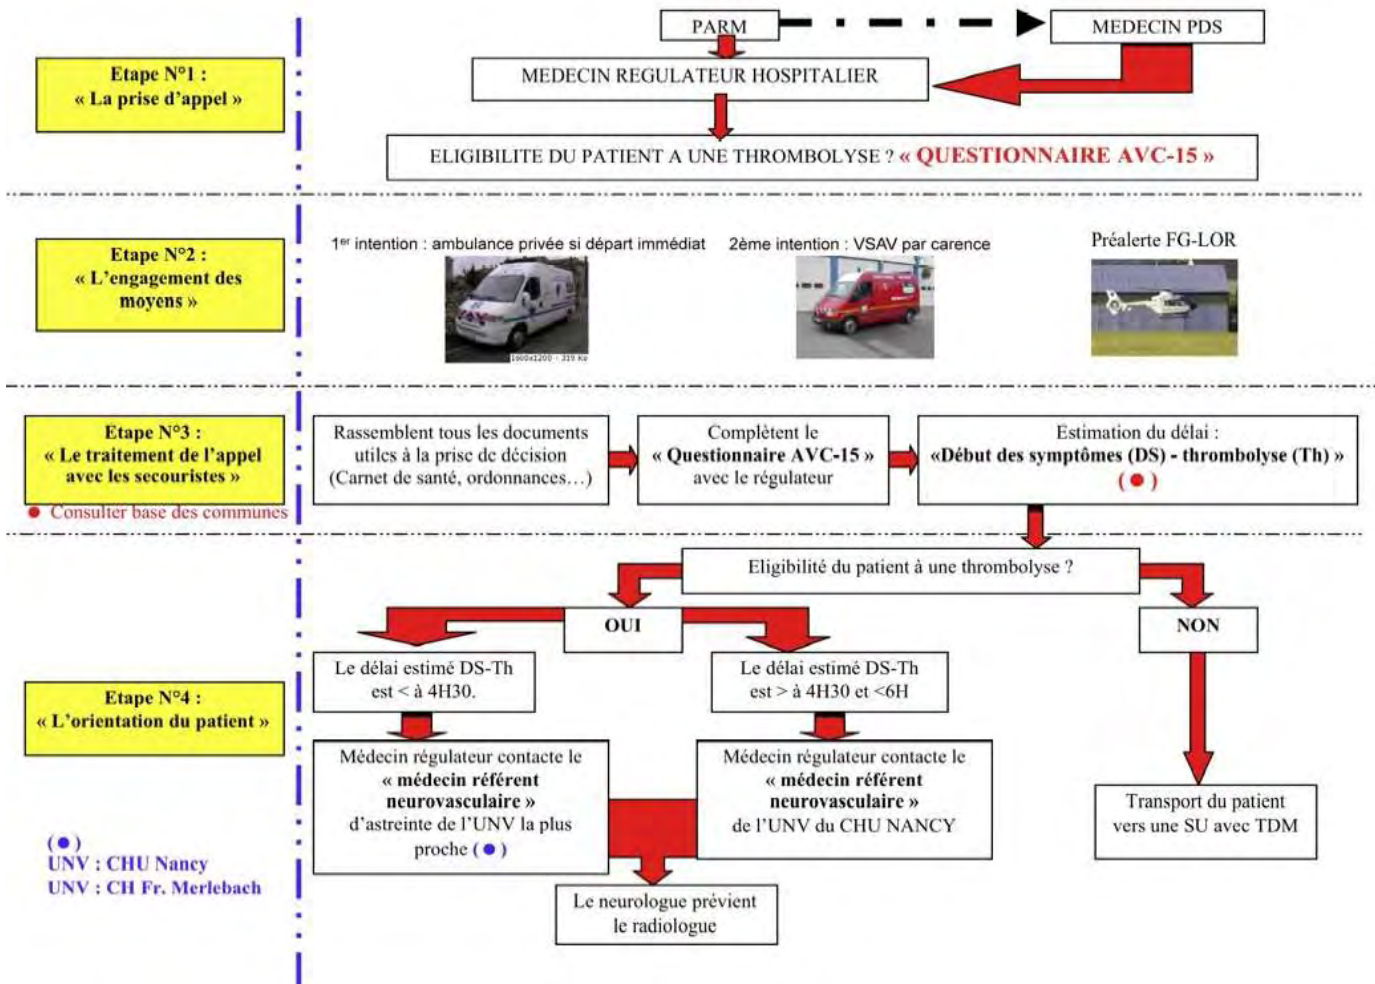 PARM
MEDECIN PDS
Etape N°1 :
« La prise d'appel »
MEDECIN REGULATEUR HOSPITALIER
ELIGIBILITE DU PATIENT A UNE THROMBOLYSE ? « QUESTIONNAIRE AVC-15 »
Etape N°2 :
« L'engagement des
moyens »
1er intention : ambulance privée si départ immédiat
2ème intention : VSAV par carence
Préalerte FG-LOR
1600x1200 - 319 Ko
Etape N°3 :
« Le traitement de l'appel
avec les secouristes »
● Consulter base des communes
Rassemblent tous les documents
utiles à la prise de décision
(Carnet de santé, ordonnances…)
Complètent le
« Questionnaire AVC-15 »
avec le régulateur
Estimation du délai :
«Début des symptômes (DS) - thrombolyse (Th) »
( ● )
Eligibilité du patient à une thrombolyse ?
OUI
NON
Etape N°4 :
« L'orientation du patient »
Le délai estimé DS-Th
est < à 4H30.
Le délai estimé DS-Th
est > à 4H30 et <6H
Médecin régulateur contacte le
« médecin référent
neurovasculaire »
d'astreinte de l'UNV la plus
proche ( ● )
Médecin régulateur contacte le
« médecin référent
neurovasculaire »
de l'UNV du CHU NANCY
Transport du patient
vers une SU avec TDM
( ● )
UNV : CHU Nancy
UNV : CH Fr. Merlebach
Le neurologue prévient
le radiologue